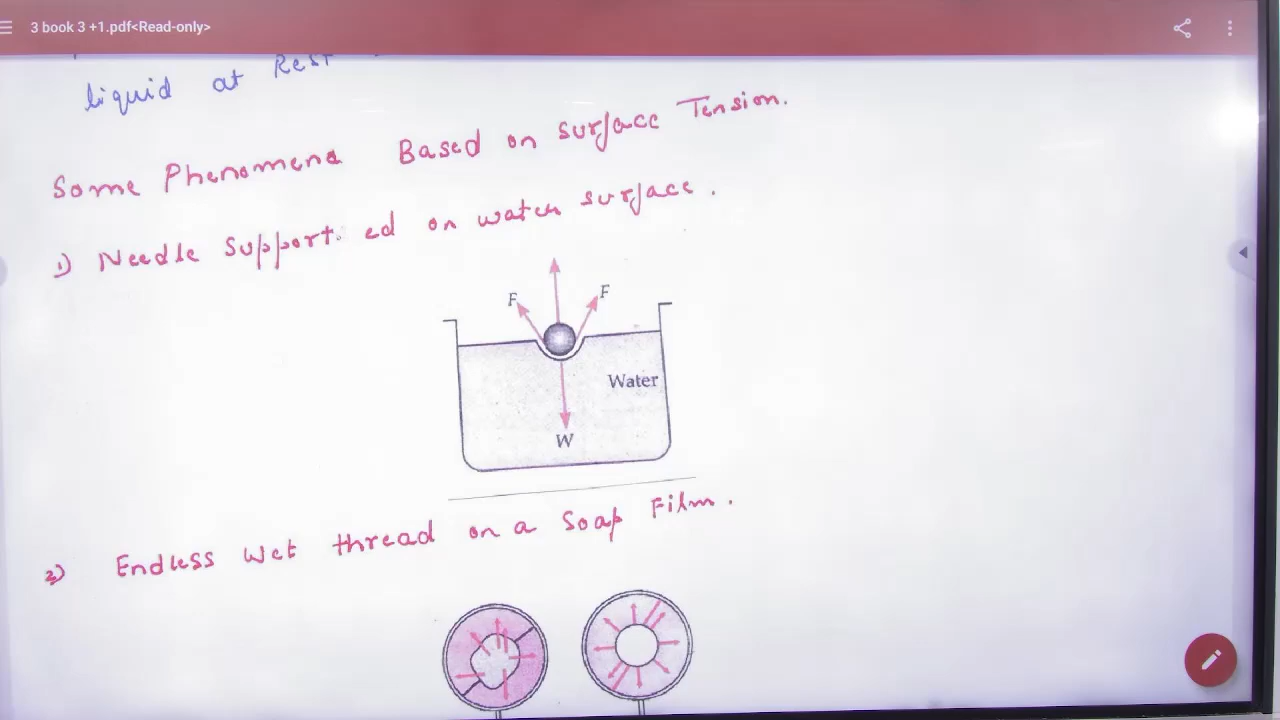 3 book 3 +1.pdf<Read-only>
liquid at Rest
Some Phenomena Based on surface Tension.
1) Needle Supported on water surface.
F F
Water
W
2) Endless Wet thread on a Soap Film.